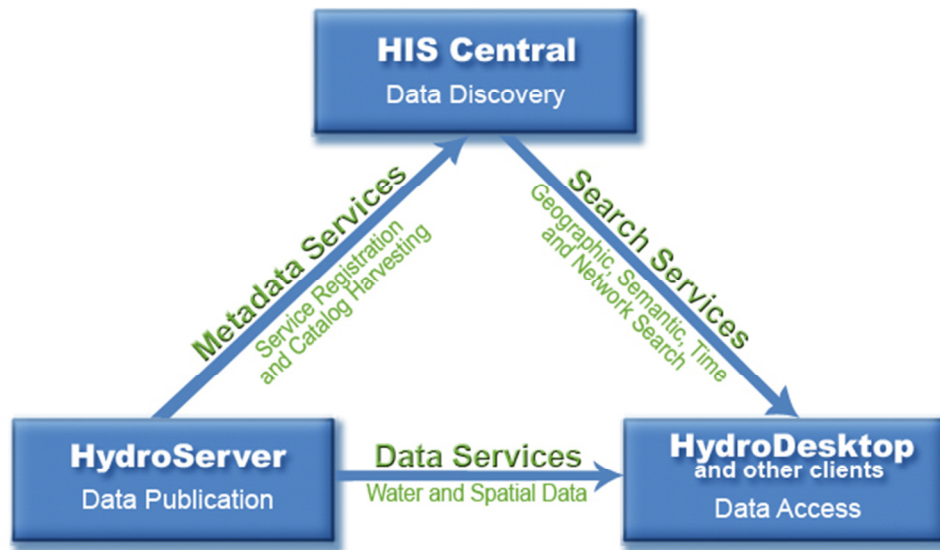 HIS Central
Data Discovery
Metadata Services
Service Registration
and Catalog Harvesting
Search Services
Geographic, Semantic, Time
and Network Search
HydroServer
Data Publication
Data Services
Water and Spatial Data
HydroDesktop
and other clients
Data Access